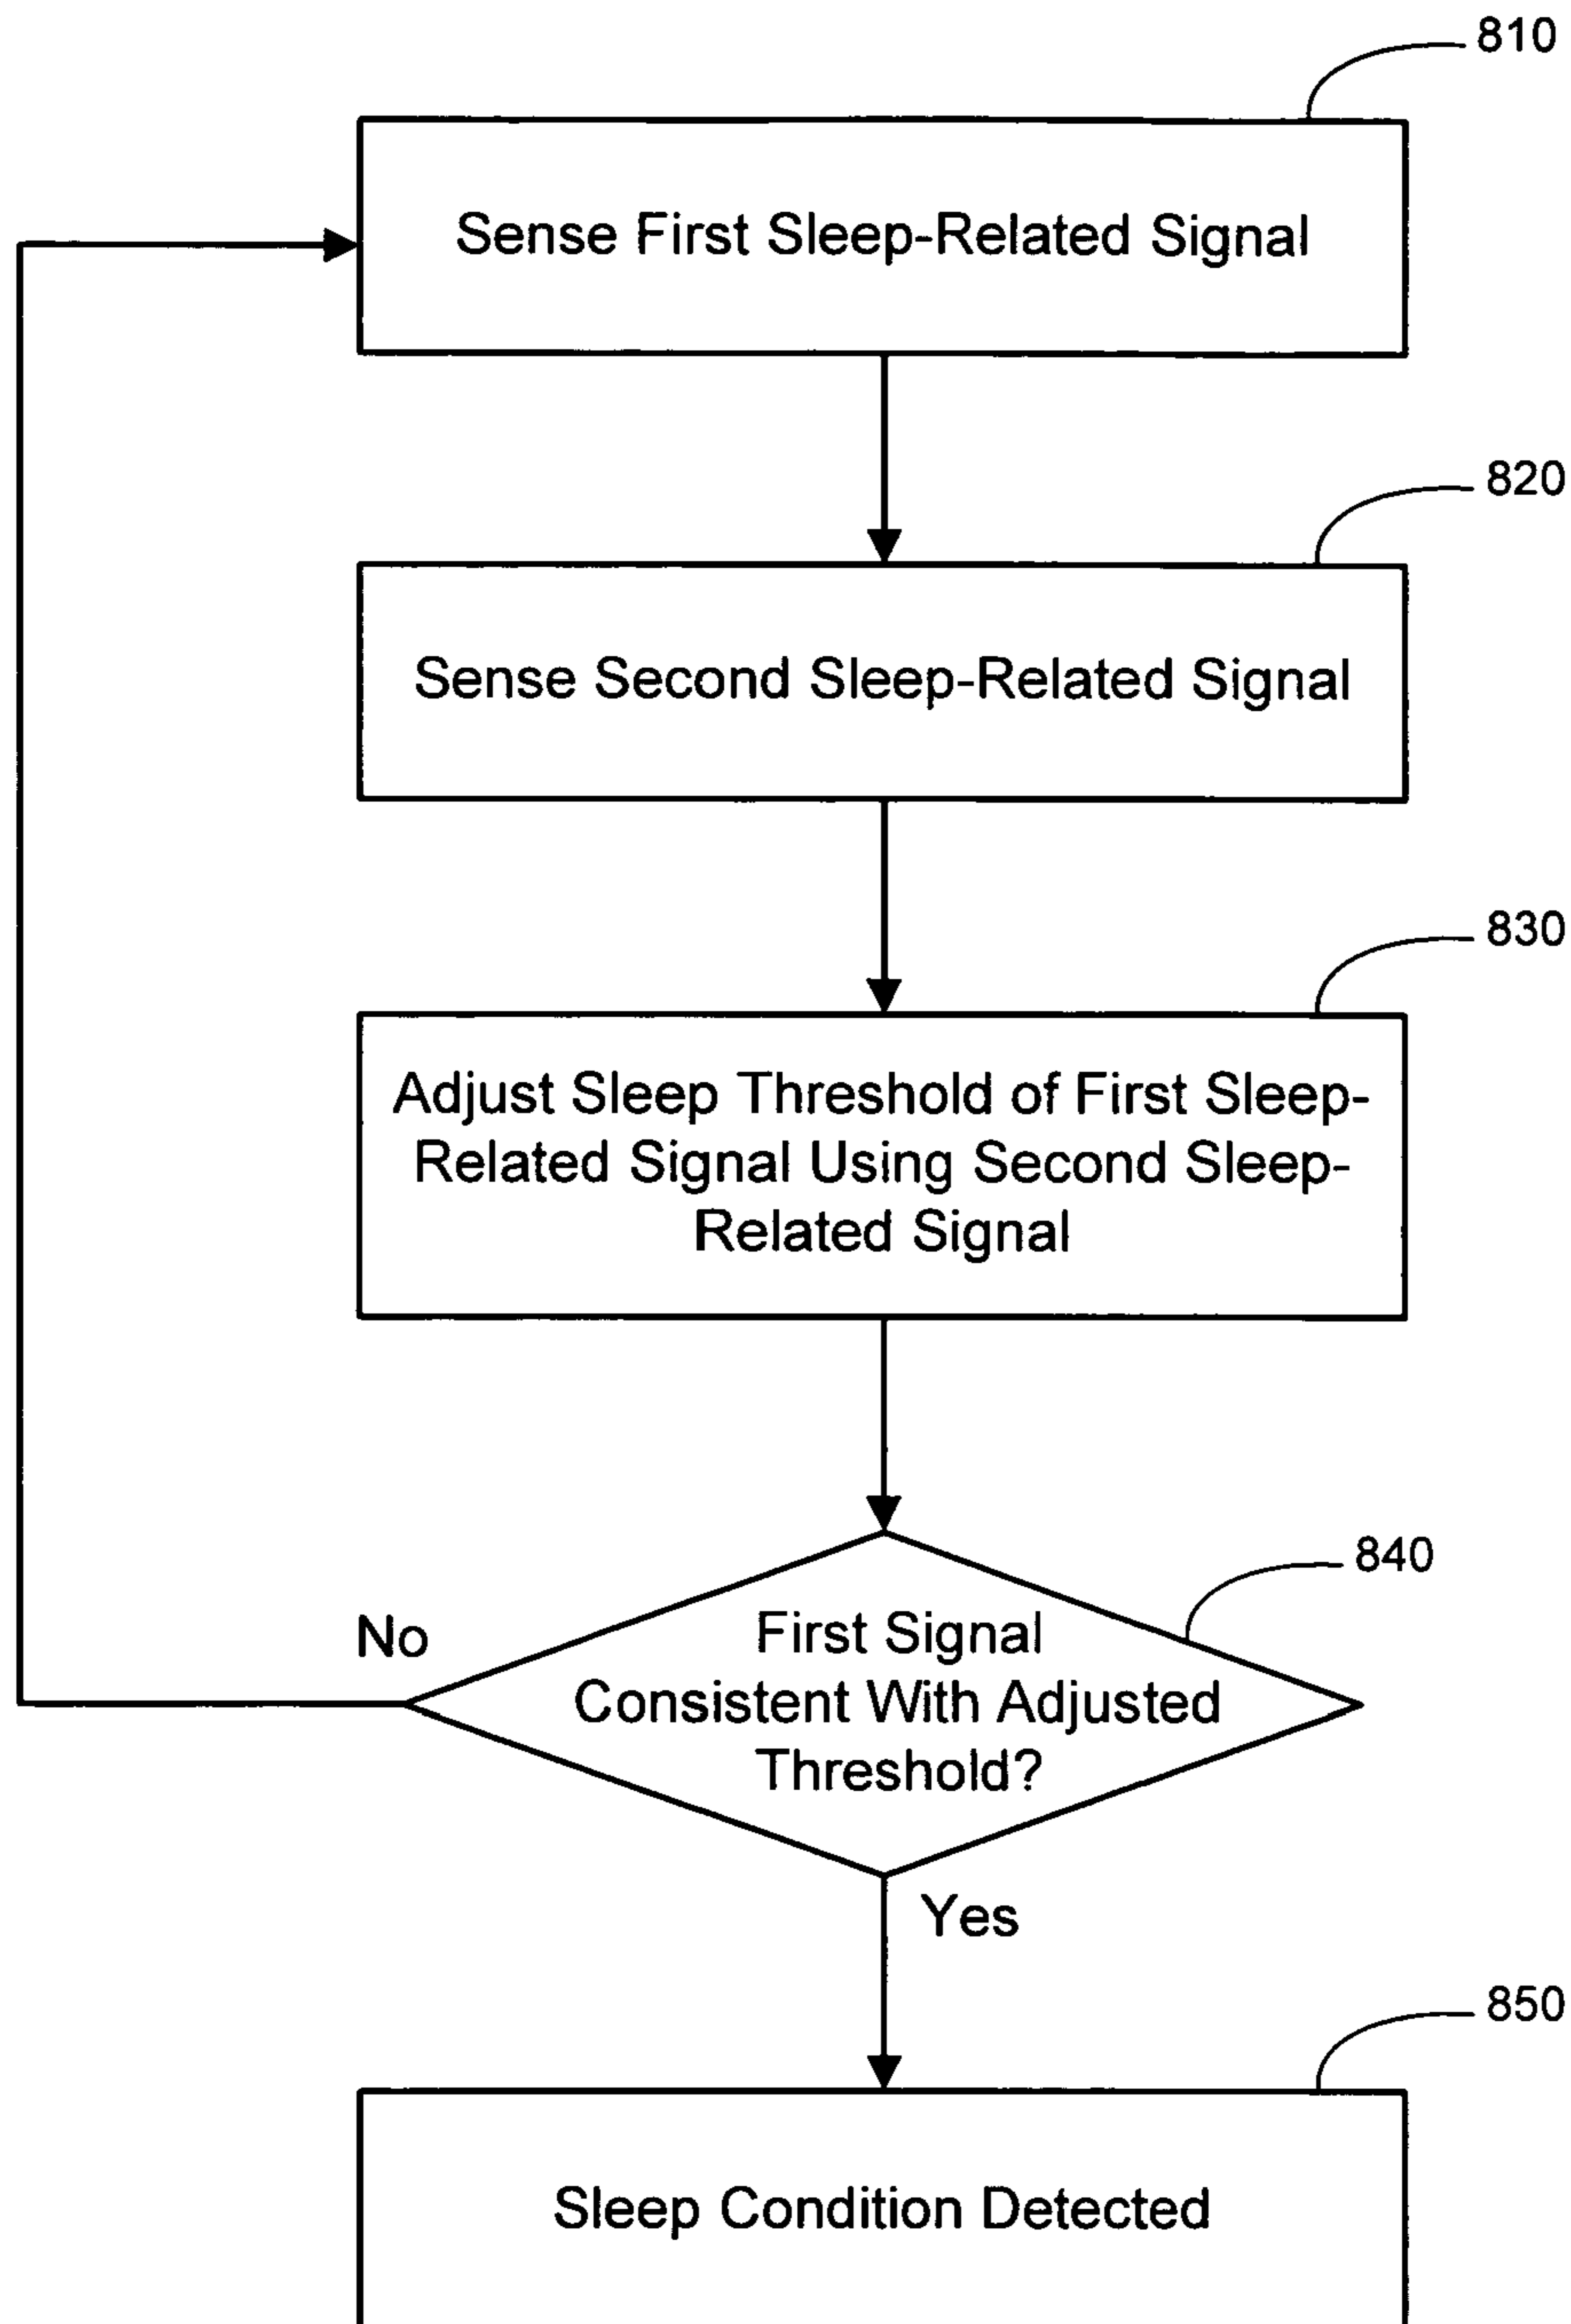 810
Sense First Sleep-Related Signal
820
Sense Second Sleep-Related Signal
830
Adjust Sleep Threshold of First Sleep-
Related Signal Using Second Sleep-
Related Signal
840
No
First Signal
Consistent With Adjusted
Threshold?
Yes
850
Sleep Condition Detected